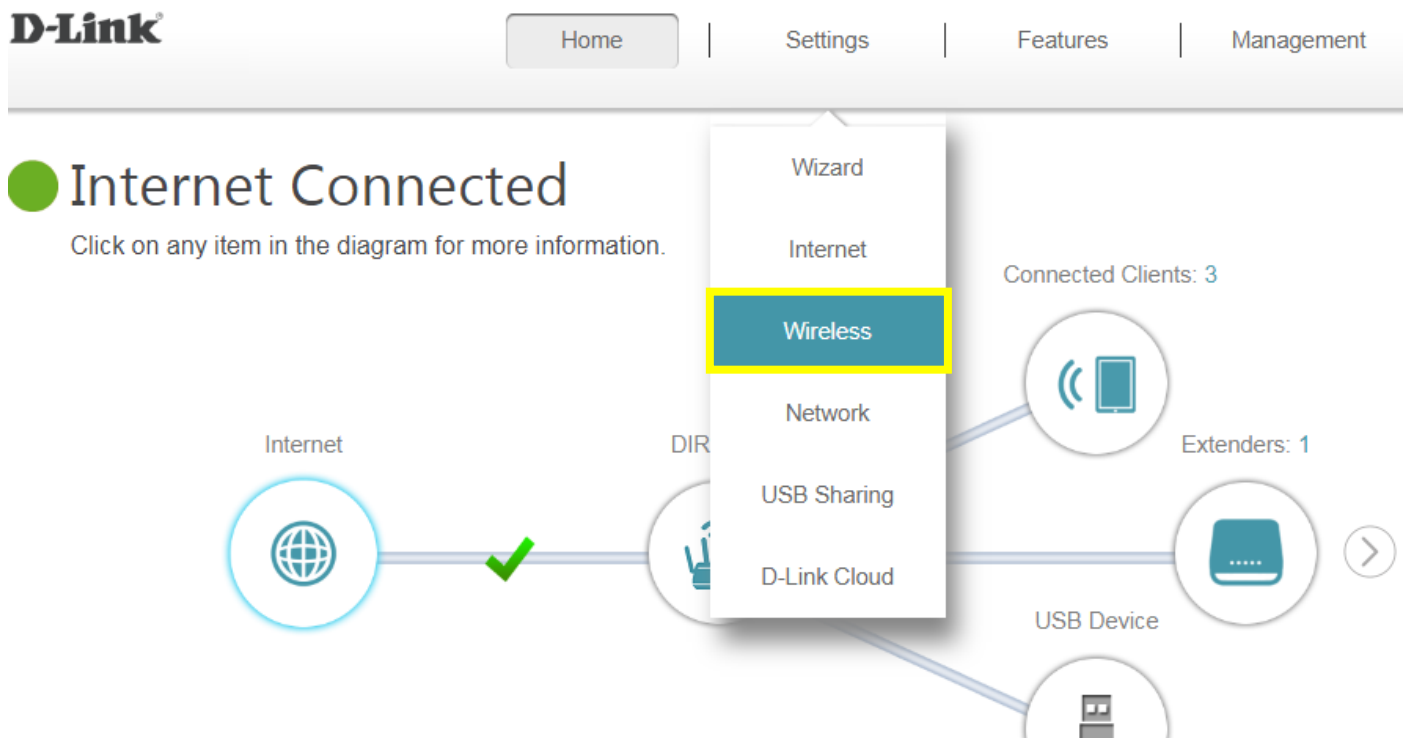 D-Link
Home
Settings
Features
Management
Internet Connected
Click on any item in the diagram for more information.
Wizard
Internet
Wireless
Network
USB Sharing
D-Link Cloud
Connected Clients: 3
Internet
DIR
Extenders: 1
USB Device